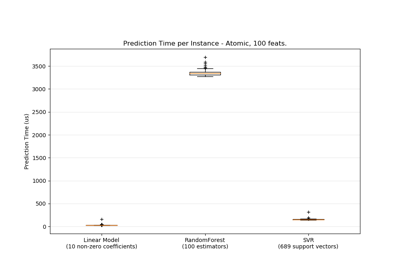 Prediction Time per Instance - Atomic, 100 feats.
3500
3000
2500
2000
1500
1000
500
0
Prediction Time (us)
Linear Model
(10 non-zero coefficients)
RandomForest
(100 estimators)
SVR
(689 support vectors)